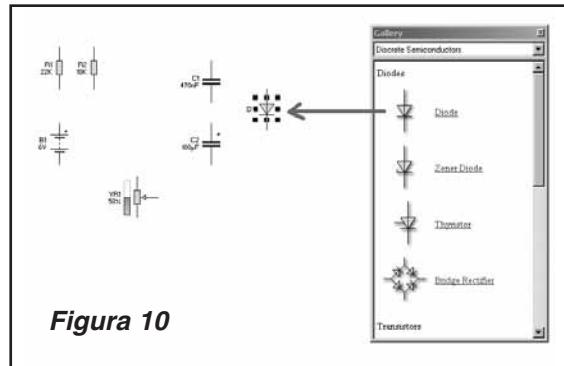 Gallery
Discrete Semiconductors
Diodes
Diode
Zener Diode
Thyristor
Bridge Rectifier
Transistors
R1
22K
R2
10K
C1
470nF
B1
6V
C2
100µF
VR1
D
Figura 10